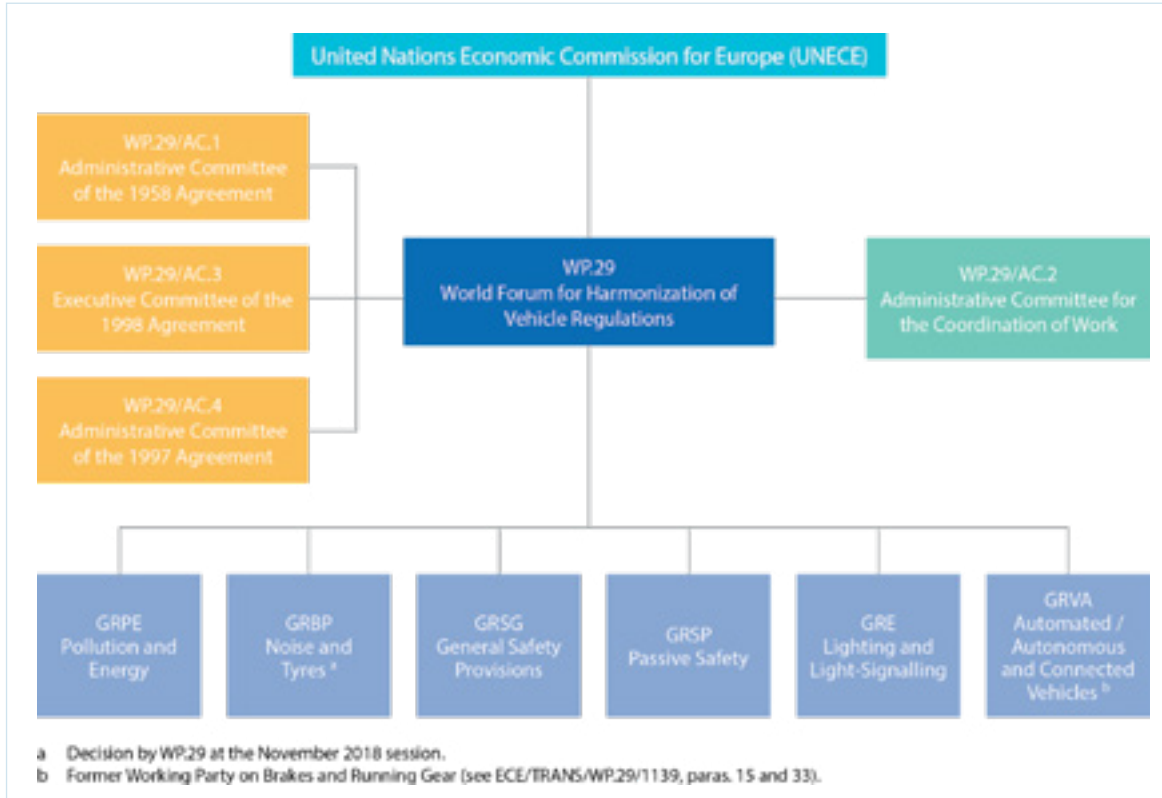 United Nations Economic Commission for Europe (UNECE)
WP.29/AC.1
Administrative Committee
of the 1958 Agreement
WP.29/AC.3
Executive Committee of the
1998 Agreement
WP.29/AC.4
Administrative Committee
of the 1997 Agreement
WP.29
World Forum for Harmonization of
Vehicle Regulations
WP.29/AC.2
Administrative Committee for
the Coordination of Work
GRPE
Pollution and
Energy
GRBP
Noise and
Tyres a
GRSG
General Safety
Provisions
GRSP
Passive Safety
GRE
Lighting and
Light-Signalling
GRVA
Automated /
Autonomous
and Connected
Vehicles b
a Decision by WP.29 at the November 2018 session.
b Former Working Party on Brakes and Running Gear (see ECE/TRANS/WP.29/1139, paras. 15 and 33).